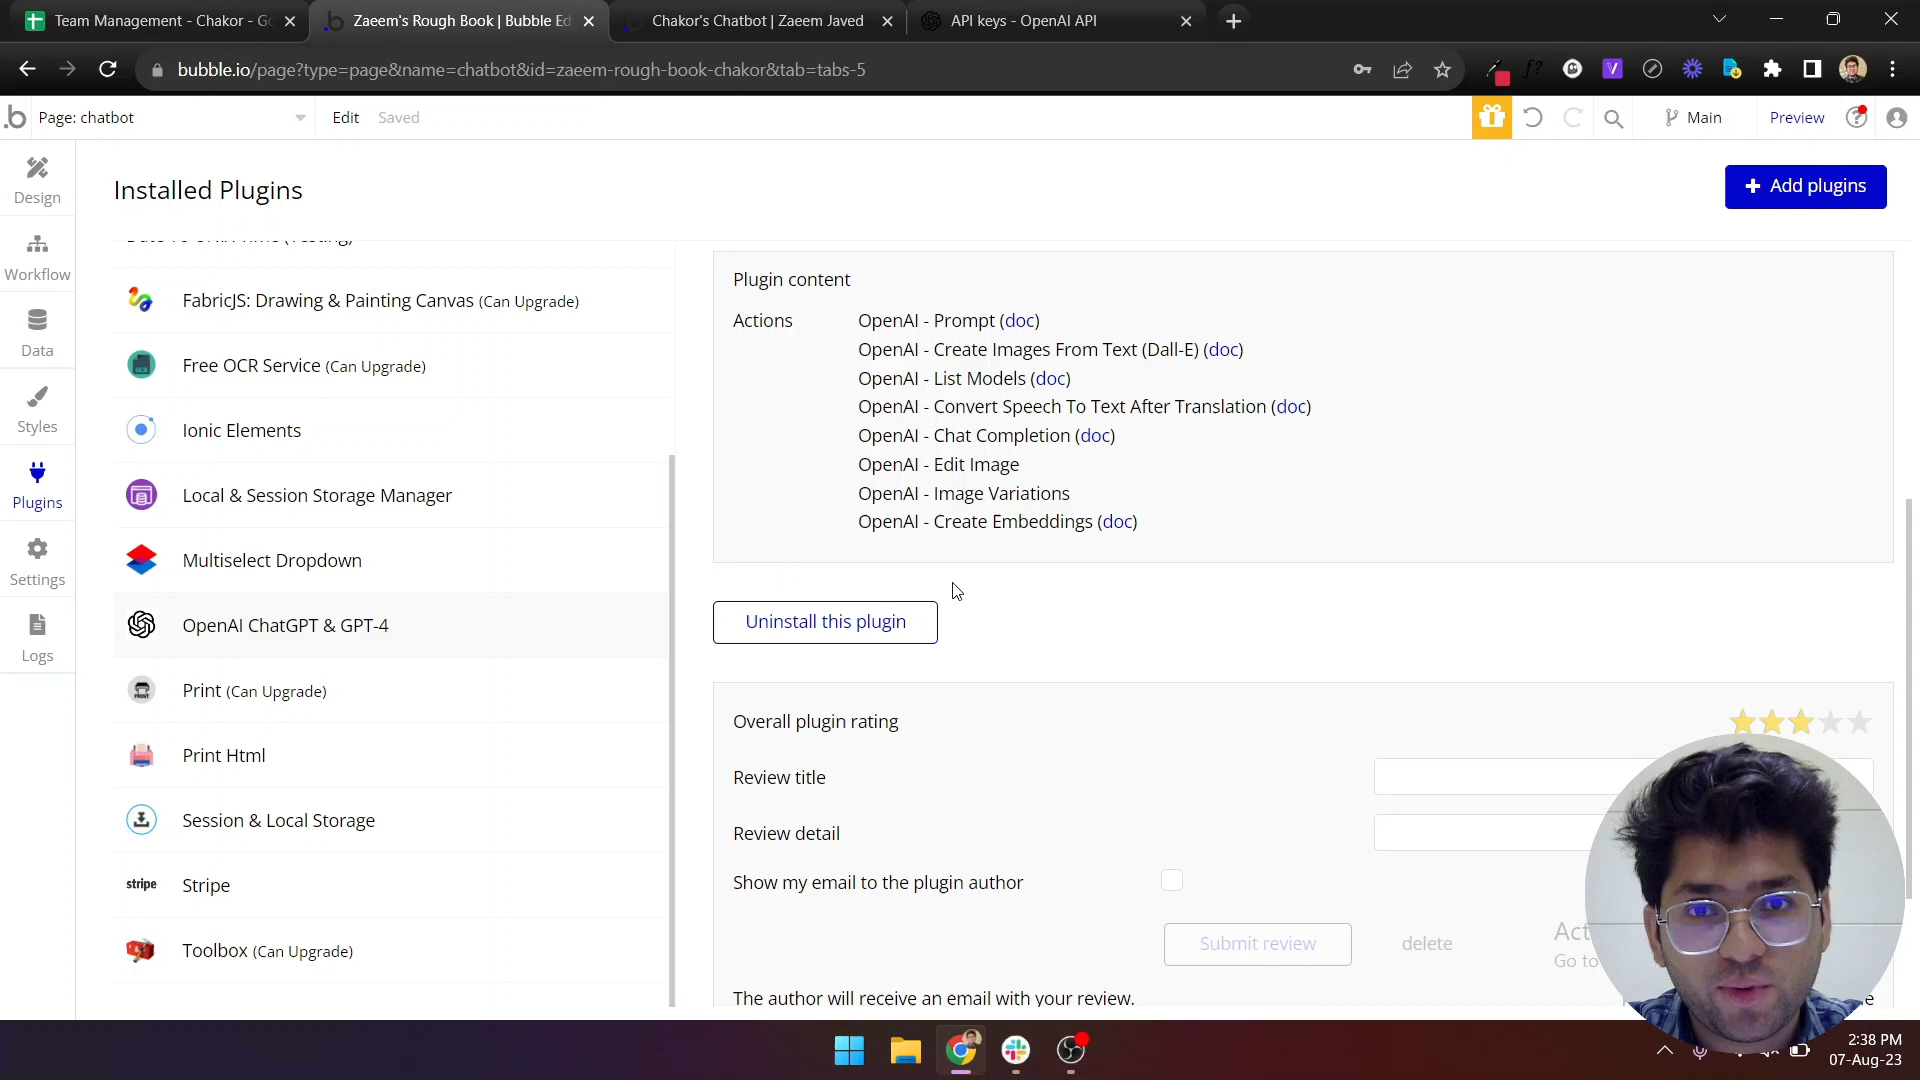 Team Management - Chakor - Go
Zaeem's Rough Book | Bubble Ed
Chakor's Chatbot | Zaeem Javed
API keys - OpenAI API
bubble.io/page?type=page&name=chatbot&id=zaeem-rough-book-chakor&tab=tabs-5
Page: chatbot
Edit
Saved
Main
Preview
Design
Workflow
Data
Styles
Plugins
Settings
Logs
Installed Plugins
+ Add plugins
FabricJS: Drawing & Painting Canvas (Can Upgrade)
Free OCR Service (Can Upgrade)
Ionic Elements
Local & Session Storage Manager
Multiselect Dropdown
OpenAI ChatGPT & GPT-4
Print (Can Upgrade)
Print Html
Session & Local Storage
stripe
Stripe
Toolbox (Can Upgrade)
Plugin content
Actions
OpenAI - Prompt (doc)
OpenAI - Create Images From Text (Dall-E) (doc)
OpenAI - List Models (doc)
OpenAI - Convert Speech To Text After Translation (doc)
OpenAI - Chat Completion (doc)
OpenAI - Edit Image
OpenAI - Image Variations
OpenAI - Create Embeddings (doc)
Uninstall this plugin
Overall plugin rating
Review title
Review detail
Show my email to the plugin author
Submit review
delete
Act
Go to
The author will receive an email with your review.
2:38 PM
07-Aug-23